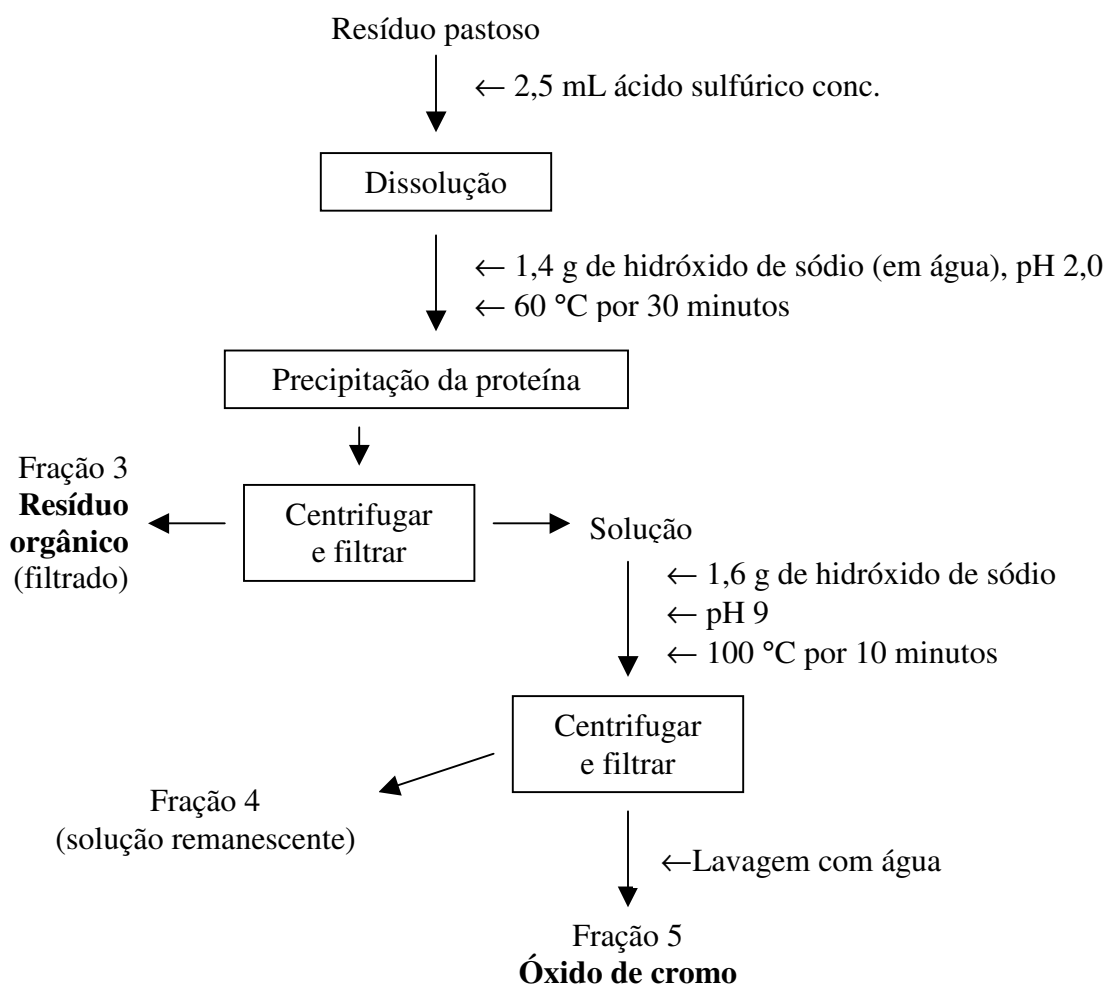 Resíduo pastoso
← 2,5 mL ácido sulfúrico conc.
Dissolução
← 1,4 g de hidróxido de sódio (em água), pH 2,0
← 60 °C por 30 minutos
Precipitação da proteína
Fração 3
Resíduo
orgânico
(filtrado)
Centrifugar
e filtrar
Solução
← 1,6 g de hidróxido de sódio
← pH 9
← 100 °C por 10 minutos
Centrifugar
e filtrar
Fração 4
(solução remanescente)
←Lavagem com água
Fração 5
Óxido de cromo